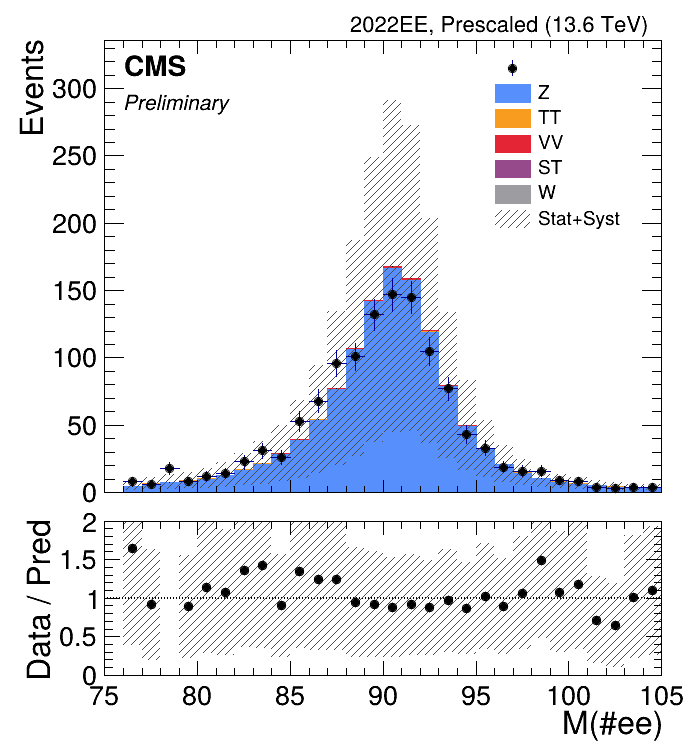 2022EE, Prescaled (13.6 TeV)
CMS
Preliminary
Events
300
250
200
150
100
50
0
Z
TT
VV
ST
W
Stat+Syst
Data / Pred
2
1.5
1
0.5
0
75 80 85 90 95 100 105
M(#ee)